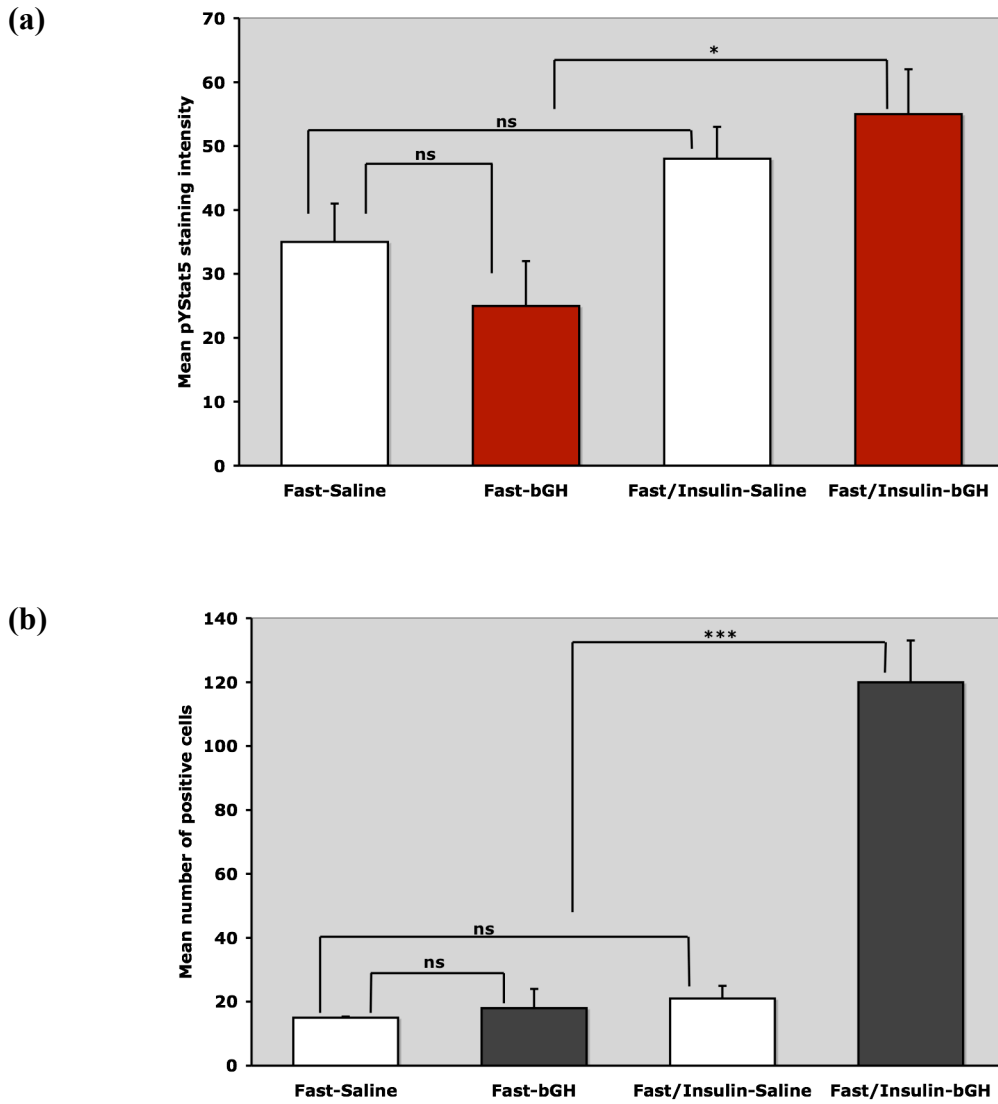 (a)
Mean pYStat5 staining intensity
70
60
50
40
30
20
10
0
*
ns
ns
Fast-Saline Fast-bGH Fast/Insulin-Saline Fast/Insulin-bGH
(b)
Mean number of positive cells
140
120
100
80
60
40
20
0
***
ns
ns
Fast-Saline Fast-bGH Fast/Insulin-Saline Fast/Insulin-bGH